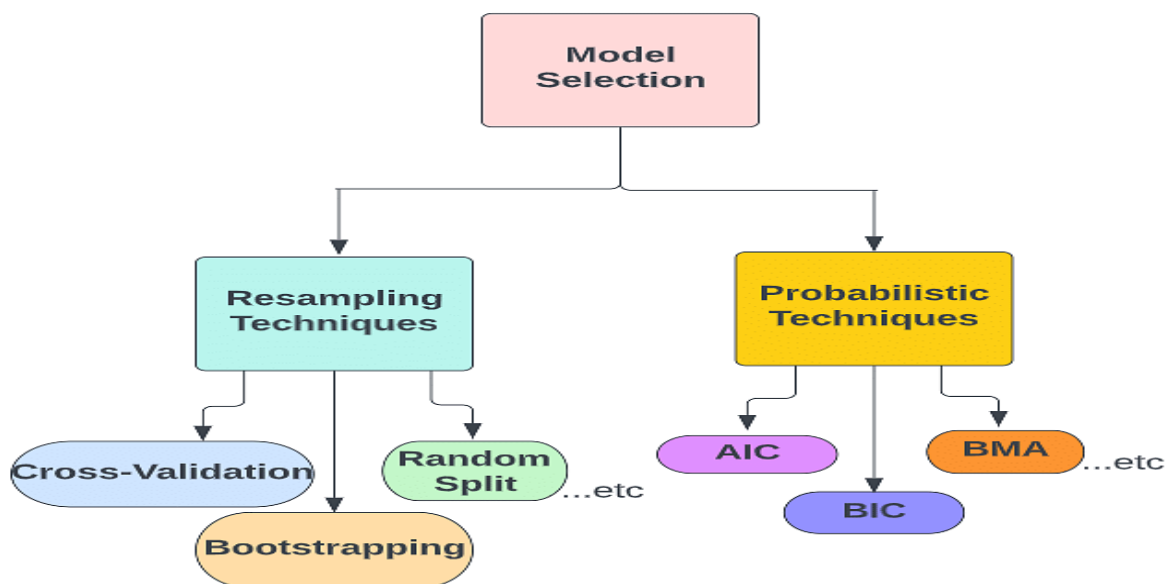 Model
Selection
Resampling
Techniques
Probabilistic
Techniques
Cross-Validation
Bootstrapping
Random
Split
...etc
AIC
BIC
BMA
...etc